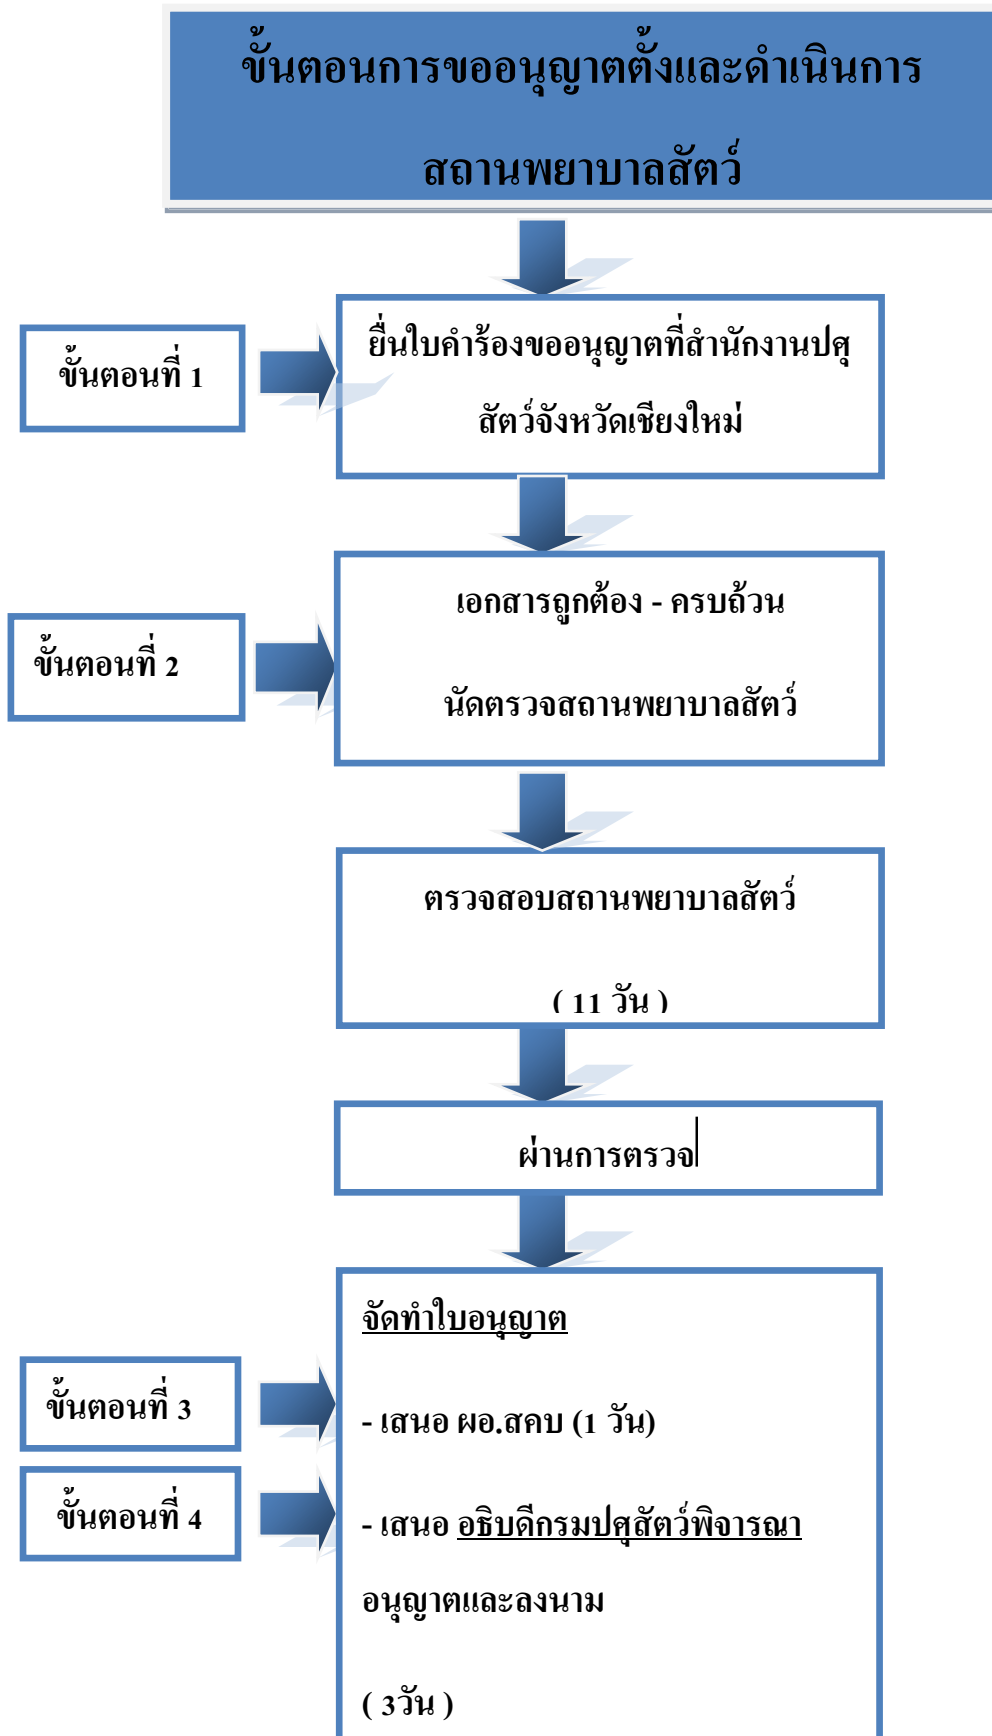 ขั้นตอนการขออนุญาตตั้งและดำเนินการ
สถานพยาบาลสัตว์
ขั้นตอนที่ 1
ยื่นใบคำร้องขออนุญาตที่สำนักงานปศุ
สัตว์จังหวัดเชียงใหม่
ขั้นตอนที่ 2
เอกสารถูกต้อง - ครบถ้วน
นัดตรวจสถานพยาบาลสัตว์
ตรวจสอบสถานพยาบาลสัตว์
( 11 วัน )
ผ่านการตรวจ
จัดทำใบอนุญาต
ขั้นตอนที่ 3
- เสนอ ผอ.สคบ (1 วัน)
ขั้นตอนที่ 4
- เสนอ อธิบดีกรมปศุสัตว์พิจารณา
อนุญาตและลงนาม
( 3วัน )